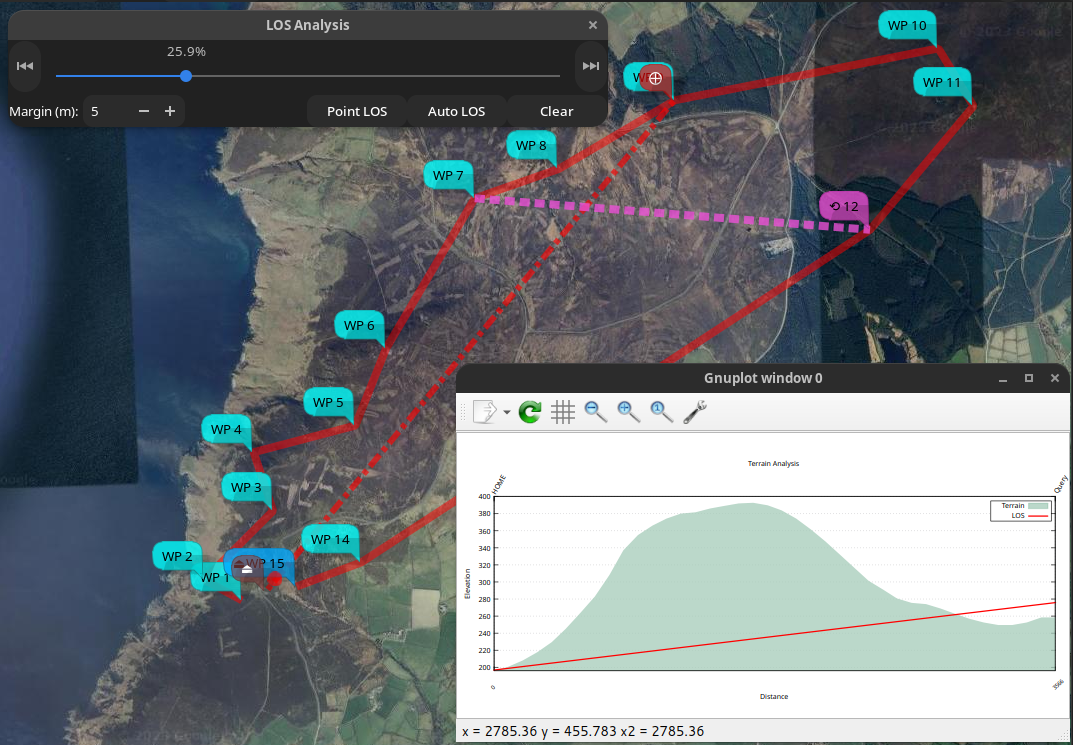 LOS Analysis
25.9%
Margin (m): 5
Point LOS
Auto LOS
Clear
© 2023 Google
WP 10
WP 11
WP 8
WP 7
12
WP 6
WP 5
WP 4
WP 3
WP 14
WP 2
WP 15
WP 1
Gnuplot window 0
Terrain Analysis
HOME
Query
Terrain
LOS
400
380
360
340
320
300
280
260
240
220
200
Elevation
0
3566
Distance
x = 2785.36 y = 455.783 x2 = 2785.36